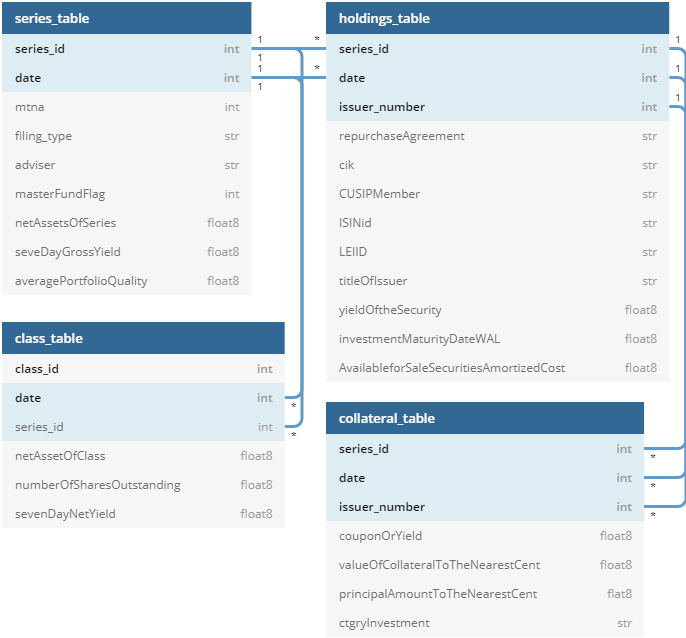 series_table
series_id int
date int
mtna int
filing_type str
adviser str
masterFundFlag int
netAssetsOfSeries float8
seveDayGrossYield float8
averagePortfolioQuality float8
1 *
1
1 *
1
holdings_table
series_id int 1
date int 1
issuer_number int 1
repurchaseAgreement str
cik str
CUSIPMember str
ISINid str
LEIID str
titleOfIssuer str
yieldOftheSecurity float8
investmentMaturityDateWAL float8
AvailableforSaleSecuritiesAmortizedCost float8
class_table
class_id int
date int *
series_id int *
netAssetOfClass float8
numberOfSharesOutstanding float8
sevenDayNetYield float8
collateral_table
series_id int *
date int *
issuer_number int *
couponOrYield float8
valueOfCollateralToTheNearestCent float8
principalAmountToTheNearestCent flat8
ctgryInvestment str